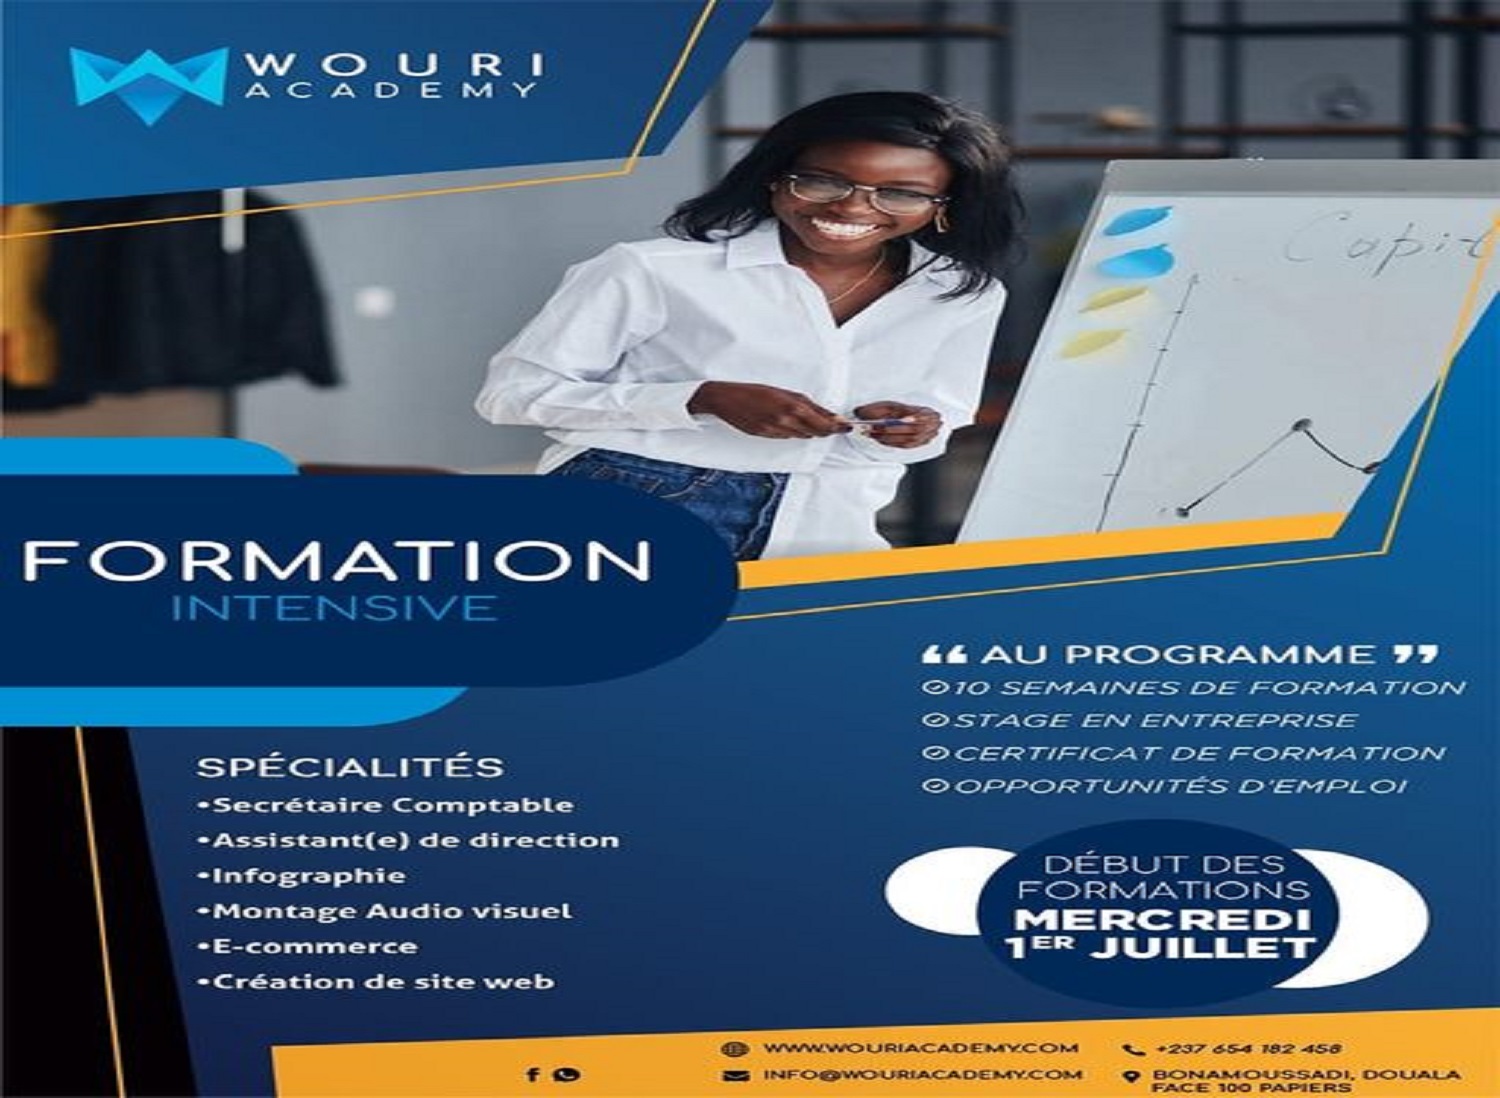 WOURI
ACADEMY
Capit
FORMATION
INTENSIVE
❝ AU PROGRAMME ❞
10 SEMAINES DE FORMATION
STAGE EN ENTREPRISE
CERTIFICAT DE FORMATION
OPPORTUNITÉS D'EMPLOI
SPÉCIALITÉS
•Secrétaire Comptable
•Assistant(e) de direction
•Infographie
•Montage Audio visuel
•E-commerce
•Création de site web
DÉBUT DES
FORMATIONS
MERCREDI
1ER JUILLET
WWW.WOURIACADEMY.COM
INFO@WOURIACADEMY.COM
+237 654 182 458
BONAMOUSSADI, DOUALA
FACE 100 PAPIERS